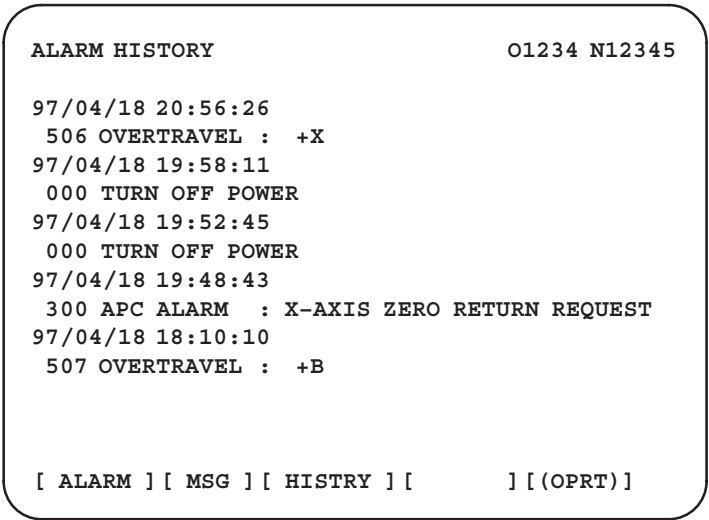 ALARM HISTORY O1234 N12345
97/04/18 20:56:26
506 OVERTRAVEL : +X
97/04/18 19:58:11
000 TURN OFF POWER
97/04/18 19:52:45
000 TURN OFF POWER
97/04/18 19:48:43
300 APC ALARM : X–AXIS ZERO RETURN REQUEST
97/04/18 18:10:10
507 OVERTRAVEL : +B
[ ALARM ] [ MSG ] [ HISTRY ] [ ] [(OPRT)]